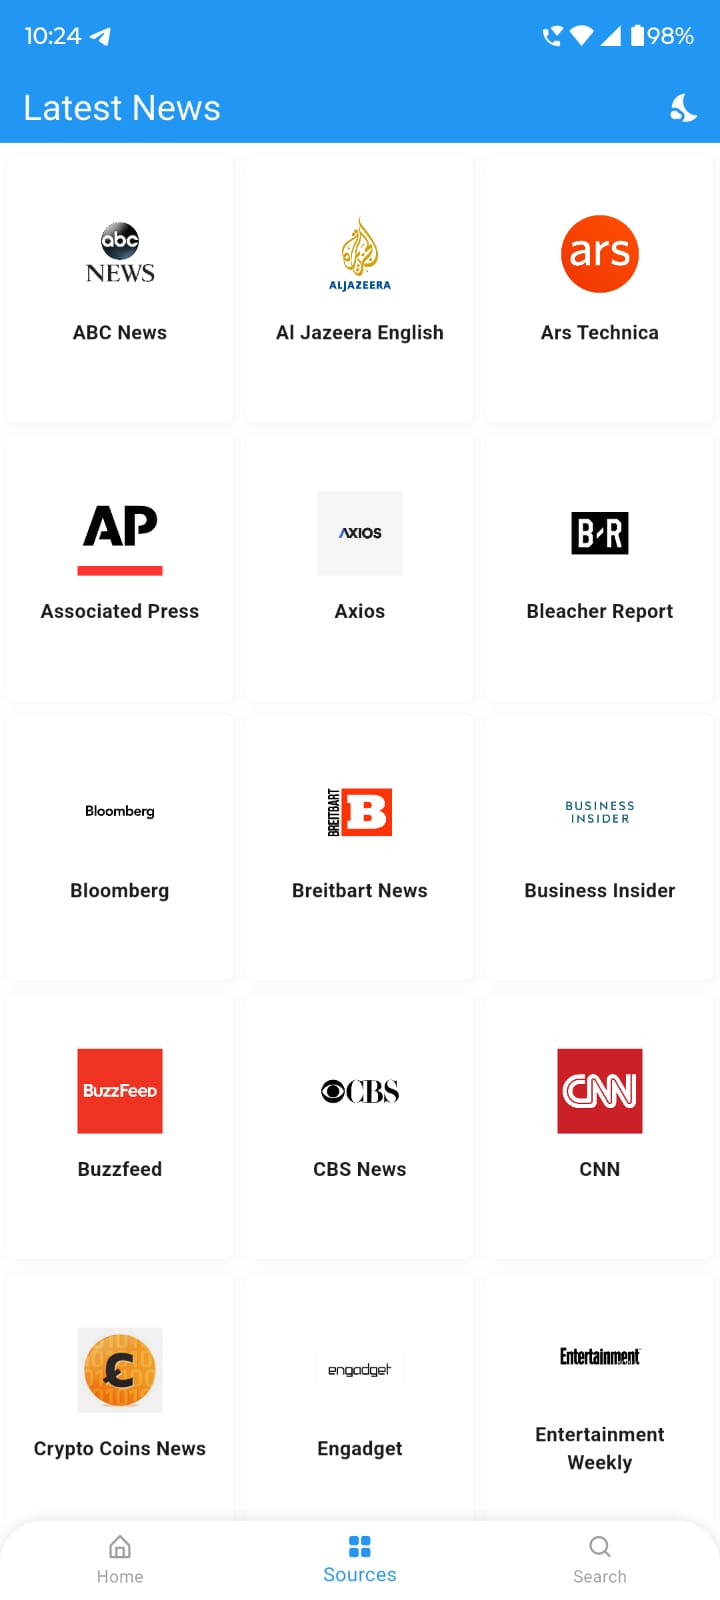 10:24
98%
Latest News
abc
NEWS
ALJAZEERA
ars
ABC News
Al Jazeera English
Ars Technica
AP
AXIOS
B R
Associated Press
Axios
Bleacher Report
Bloomberg
BREITBART
B
BUSINESS
INSIDER
Bloomberg
Breitbart News
Business Insider
BuzzFeeD
CBS
CNN
Buzzfeed
CBS News
CNN
engadget
Entertainment
Crypto Coins News
Engadget
Entertainment
Weekly
Home
Sources
Search